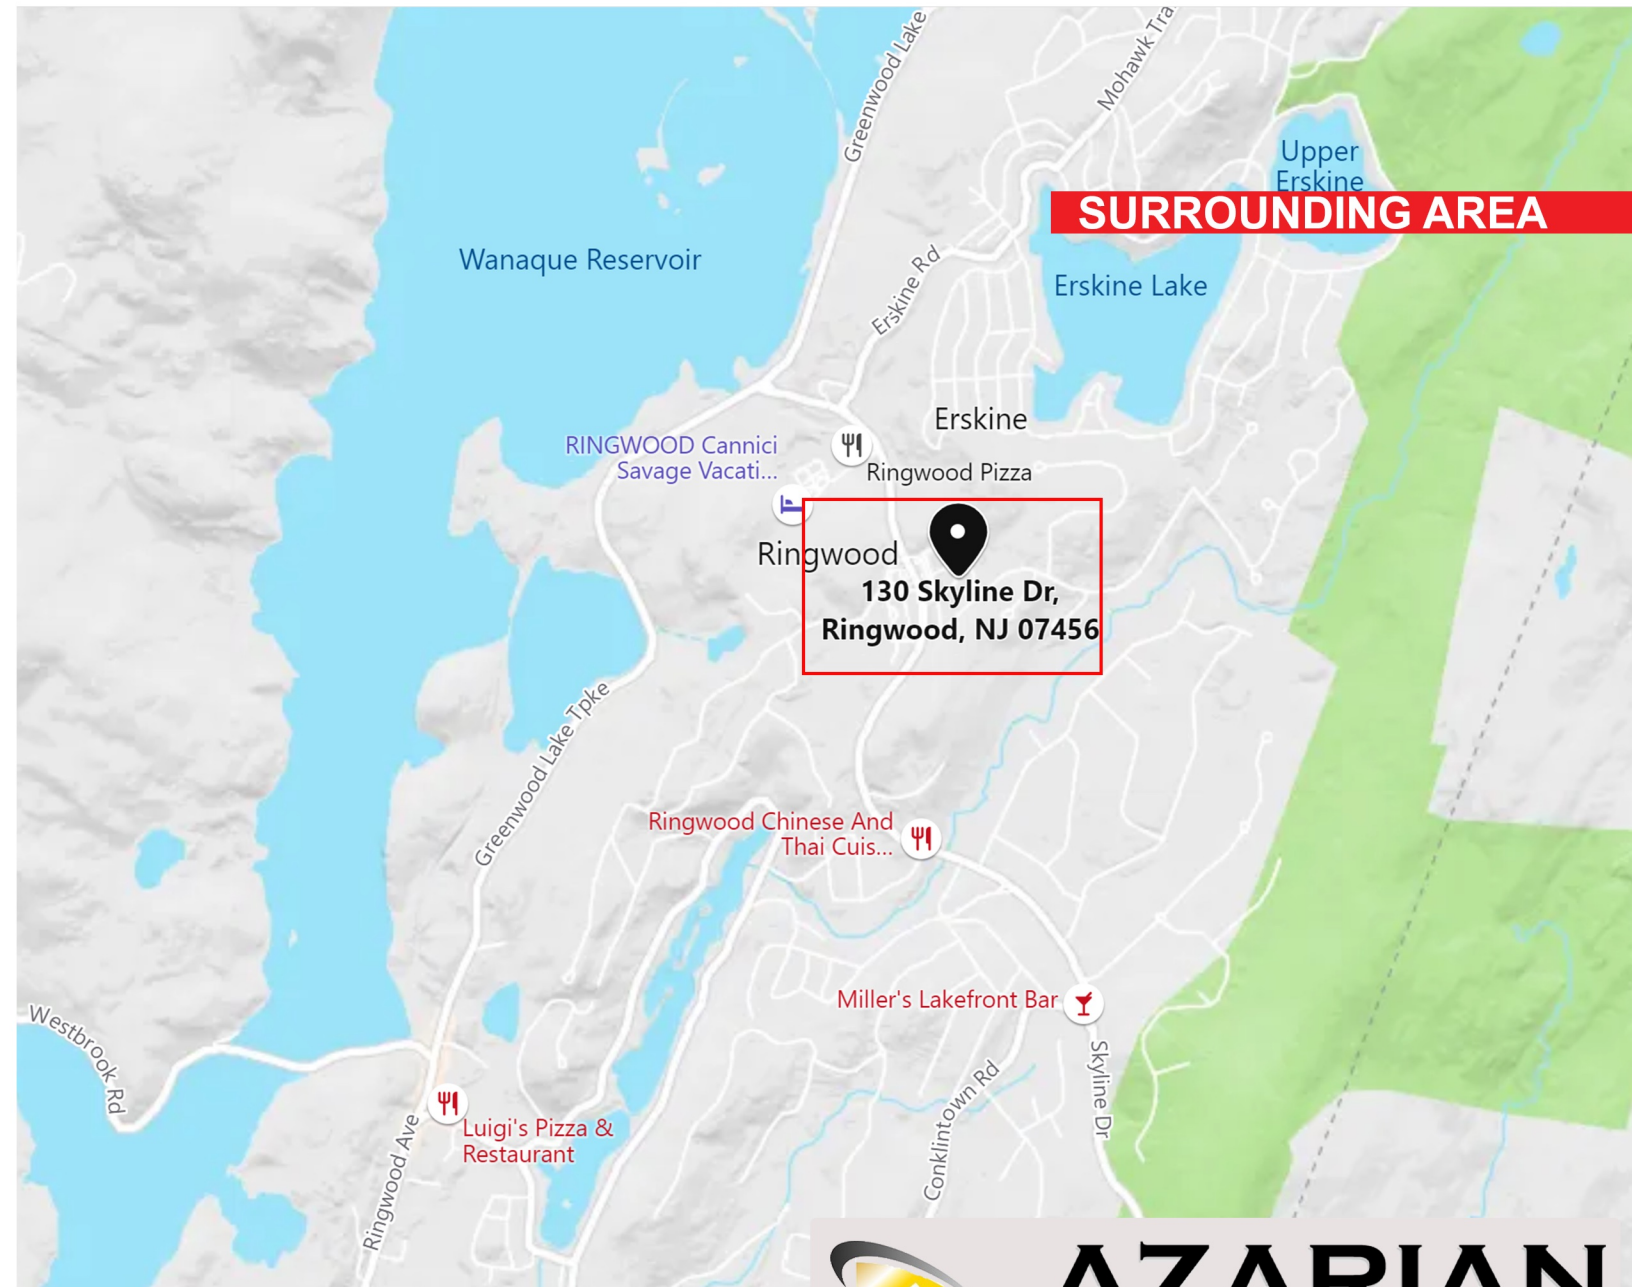 Greenwood Lake
Mohawk Tra
Upper
Erskine
SURROUNDING AREA
Wanaque Reservoir
Erskine Rd
Erskine Lake
Erskine
RINGWOOD Cannici
Savage Vacati...
Ringwood Pizza
Ringwood
130 Skyline Dr,
Ringwood, NJ 07456
Greenwood Lake Tpke
Ringwood Chinese And
Thai Cuis...
Miller's Lakefront Bar
Westbrook Rd
Skyline Dr
Conklintown Rd
Luigi's Pizza &
Restaurant
Ringwood Ave
AZARIAN